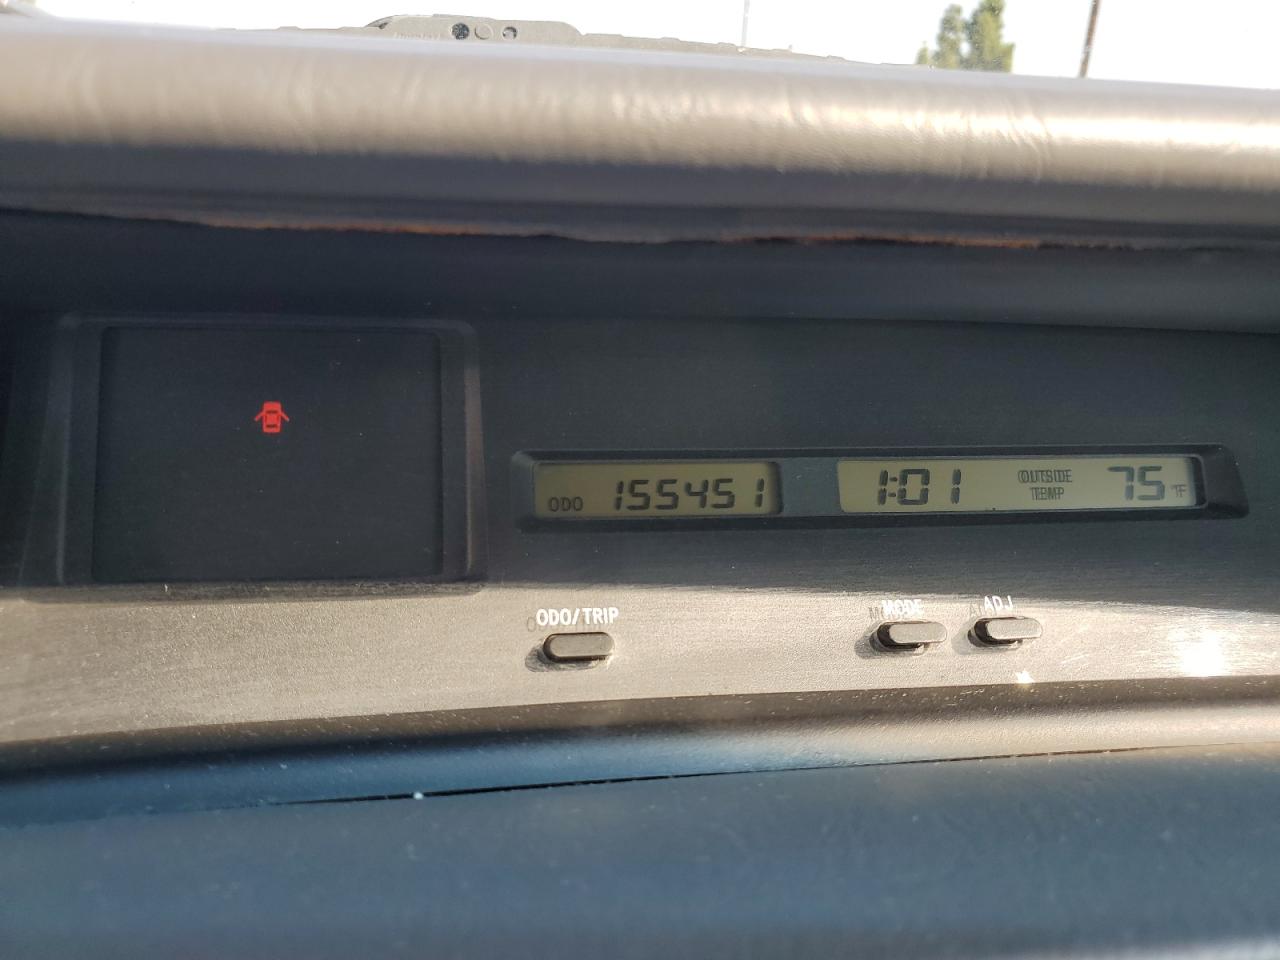 ODO 155451
1:01 OUTSIDE TEMP 75 °F
ODO/TRIP
MODE ADJ